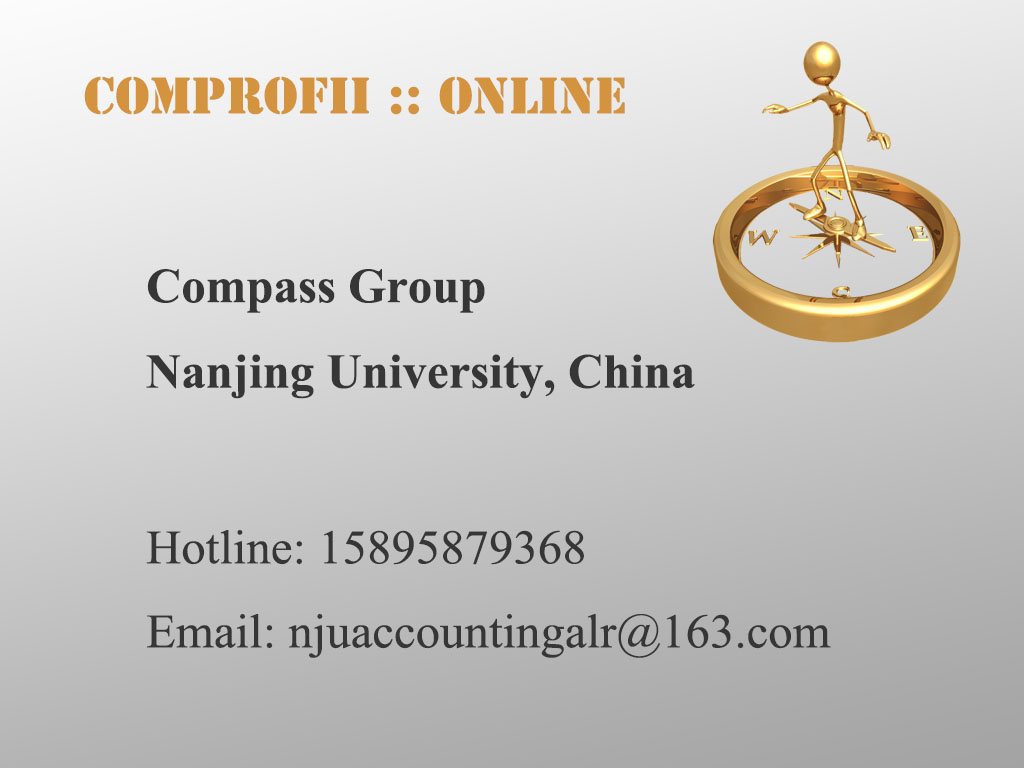 COMPROFII :: ONLINE
Compass Group
Nanjing University, China
Hotline: 15895879368
Email: njuaccountingalr@163.com
N
W
E
S